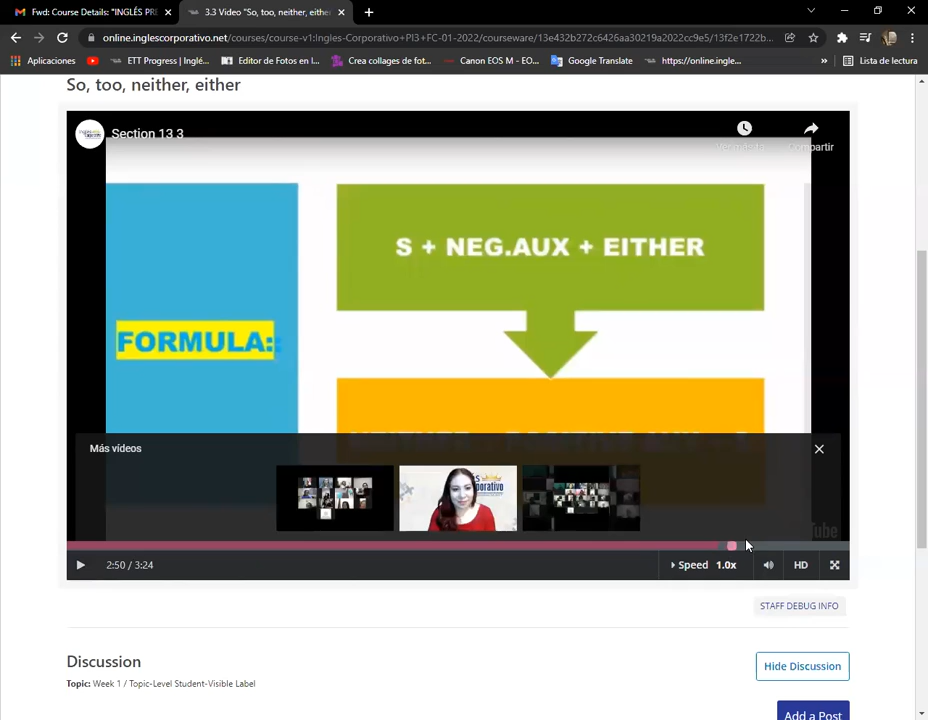 Fwd: Course Details: "INGLÉS PRE
3.3 Video "So, too, neither, eithe
online.inglescorporativo.net/courses/course-v1:Ingles-Corporativo+PI3+FC-01-2022/courseware/13e432b272c6426aa30219a2022cc9e5/13f2e1722b...
Aplicaciones
ETT Progress | Inglé...
Editor de Fotos en l...
Crea collages de fot...
Canon EOS M - EO...
Google Translate
https://online.ingle...
»
Lista de lectura
So, too, neither, either
Section 13 3
Compartir
S + NEG.AUX + EITHER
FORMULA::
Más vídeos
2:50 / 3:24
Speed 1.0x
HD
STAFF DEBUG INFO
Discussion
Hide Discussion
Topic: Week 1 / Topic-Level Student-Visible Label
Add a Post